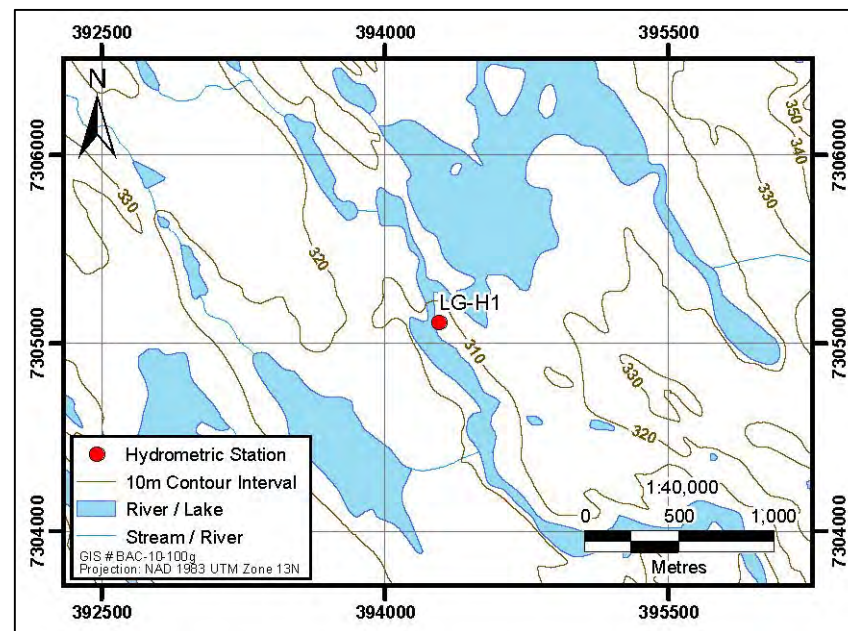 392500 394000 395500
N
350
340
7306000 7306000
330 330
330
320
LG-H1
7305000 7305000
310
330
320
Hydrometric Station
10m Contour Interval
River / Lake
Stream / River
GIS # BAC-10-100g
Projection: NAD 1983 UTM Zone 13N
1:40,000
0 500 1,000
Metres
7304000 7304000
392500 394000 395500